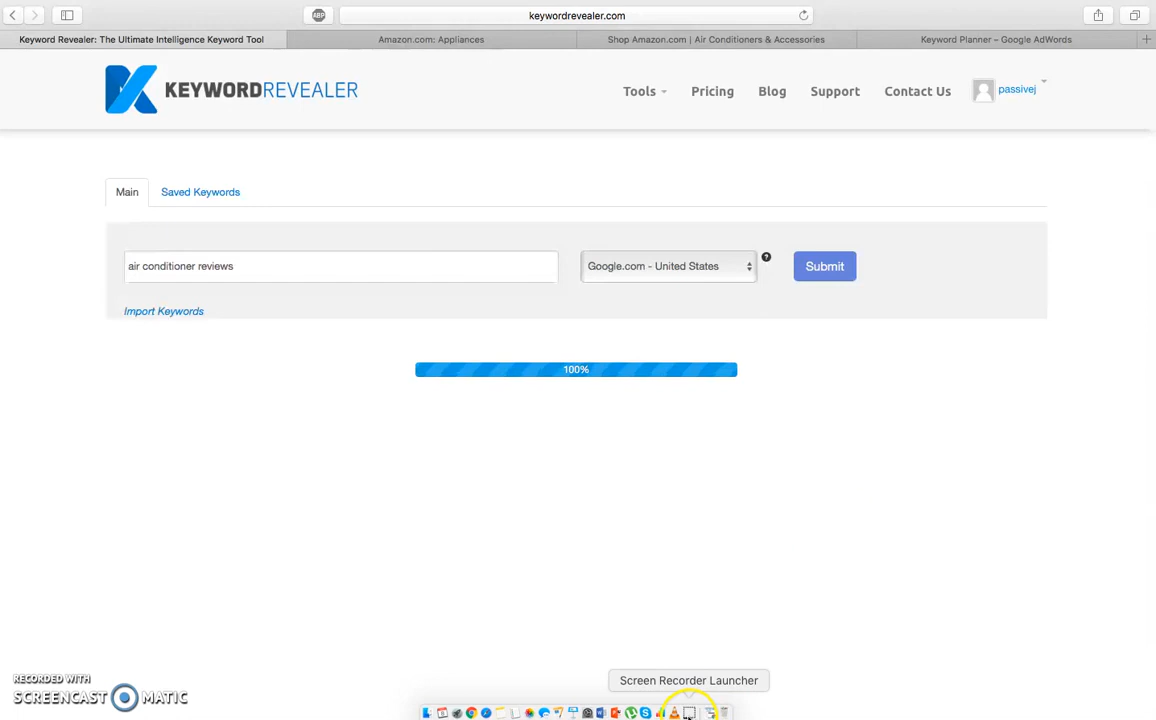 ABP
keywordrevealer.com
Keyword Revealer: The Ultimate Intelligence Keyword Tool
Amazon.com: Appliances
Shop Amazon.com | Air Conditioners & Accessories
Keyword Planner – Google AdWords
KEYWORDREVEALER
Tools
Pricing
Blog
Support
Contact Us
passivej
Main
Saved Keywords
air conditioner reviews
Google.com - United States
?
Submit
Import Keywords
100%
Screen Recorder Launcher
RECORDED WITH
SCREENCAST MATIC